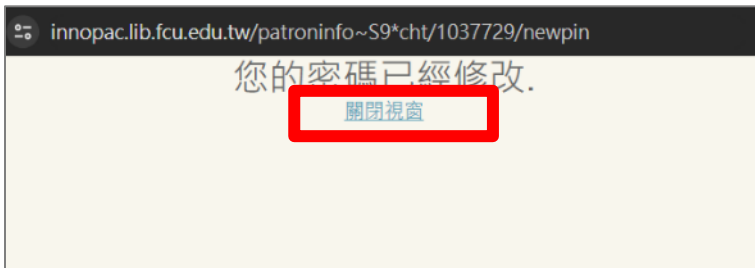 innopac.lib.fcu.edu.tw/patroninfo~S9*cht/1037729/newpin
您的密碼已經修改.
關閉視窗